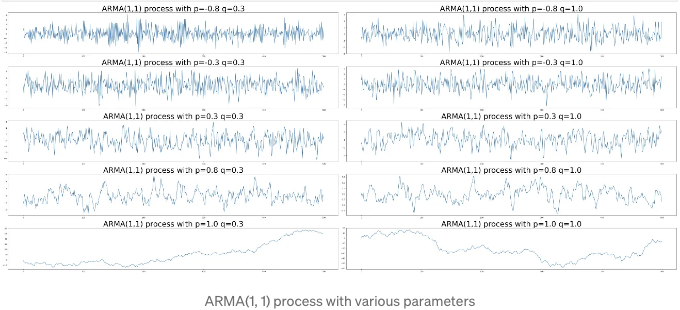 ARMA(1,1) process with p=-0.8 q=0.3
ARMA(1,1) process with p=-0.8 q=1.0
ARMA(1,1) process with p=-0.3 q=0.3
ARMA(1,1) process with p=-0.3 q=1.0
ARMA(1,1) process with p=0.3 q=0.3
ARMA(1,1) process with p=0.3 q=1.0
ARMA(1,1) process with p=0.8 q=0.3
ARMA(1,1) process with p=0.8 q=1.0
ARMA(1,1) process with p=1.0 q=0.3
ARMA(1,1) process with p=1.0 q=1.0
ARMA(1, 1) process with various parameters